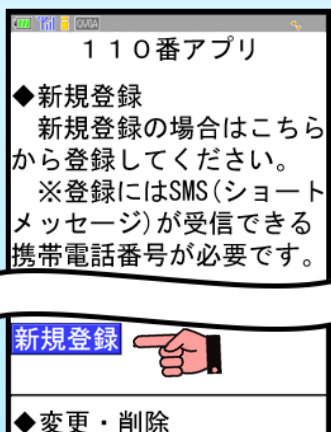 QVGA
110番アプリ
◆新規登録
新規登録の場合はこちら
から登録してください。
※登録にはSMS(ショート
メッセージ)が受信できる
携帯電話番号が必要です。
新規登録
◆変更・削除